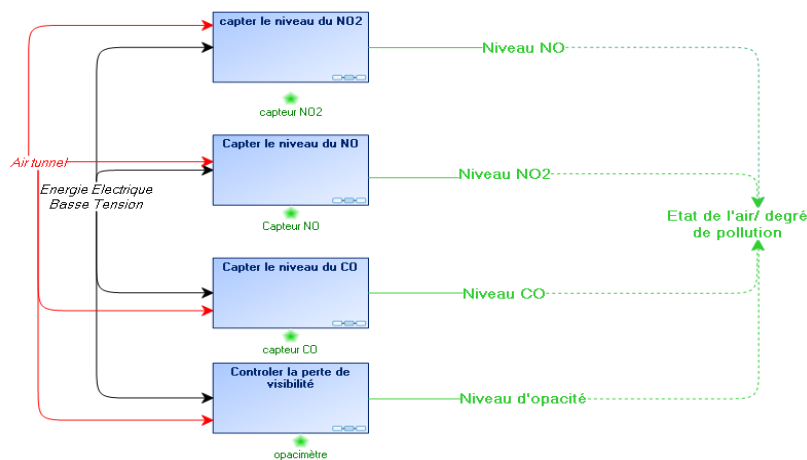 capter le niveau du NO2
Niveau NO
capteur NO2
Capter le niveau du NO
Air tunnel
Niveau NO2
Energie Electrique
Basse Tension
Capteur NO
Etat de l'air/ degré
de pollution
Capter le niveau du CO
Niveau CO
capteur CO
Controler la perte de
visibilité
Niveau d'opacité
opacimètre